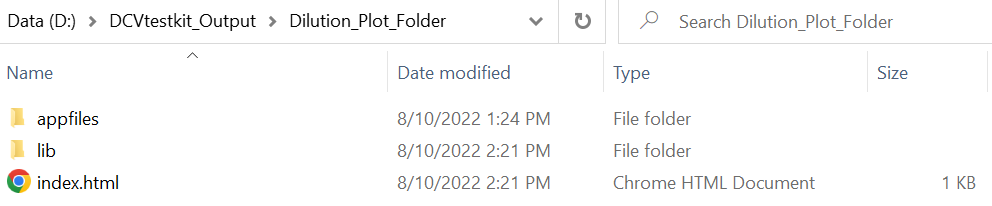 Data (D:) > DCVtestkit_Output > Dilution_Plot_Folder Search Dilution_Plot_Folder
Name Date modified Type Size
appfiles 8/10/2022 1:24 PM File folder
lib 8/10/2022 2:21 PM File folder
index.html 8/10/2022 2:21 PM Chrome HTML Document 1 KB